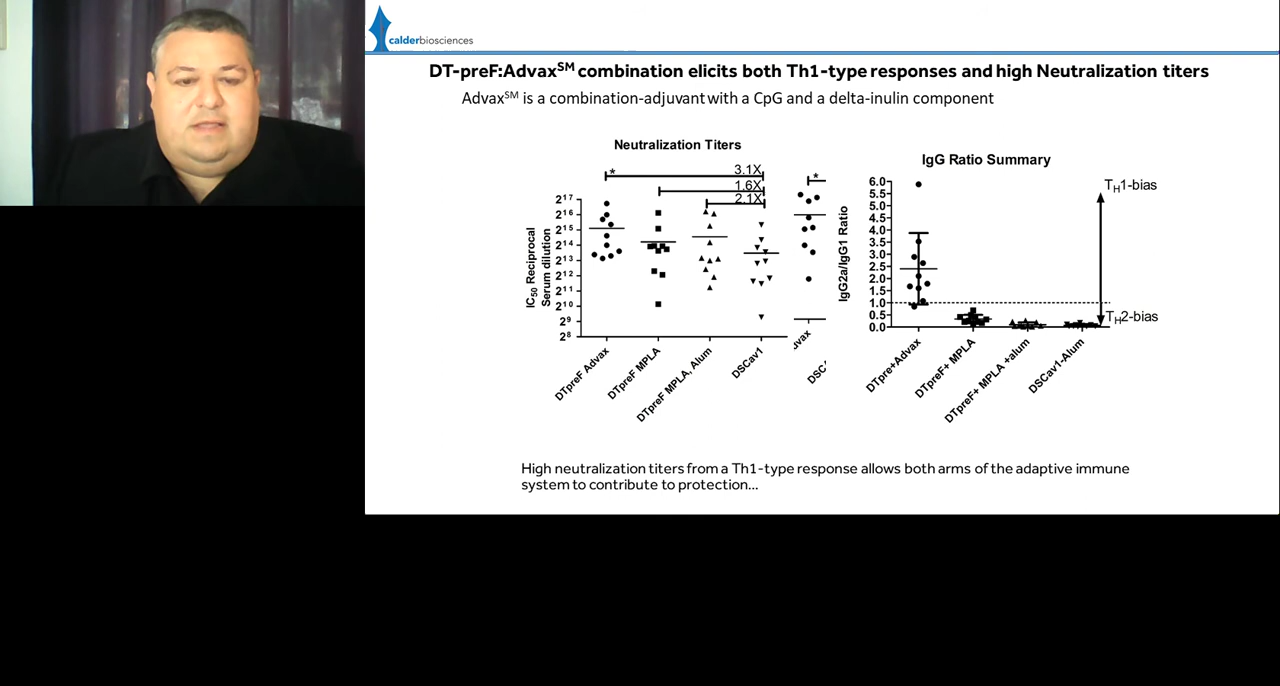 calderbiosciences
DT-preF:Advax℠ combination elicits both Th1-type responses and high Neutralization titers
Advax℠ is a combination-adjuvant with a CpG and a delta-inulin component
Neutralization Titers
* 3.1X
1.6X
2.1X
IC50 Reciprocal
Serum dilution
2^17
2^16
2^15
2^14
2^13
2^12
2^11
2^10
2^9
2^8
DTpreF Advax
DTpreF MPLA
DTpreF MPLA, Alum
DSCav1
*
vax
DSC
IgG Ratio Summary
IgG2a/IgG1 Ratio
6.0
5.5
5.0
4.5
4.0
3.5
3.0
2.5
2.0
1.5
1.0
0.5
0.0
TH1-bias
TH2-bias
DTpre+Advax
DTpreF+ MPLA
DTpreF+ MPLA +alum
DSCav1-Alum
High neutralization titers from a Th1-type response allows both arms of the adaptive immune
system to contribute to protection...